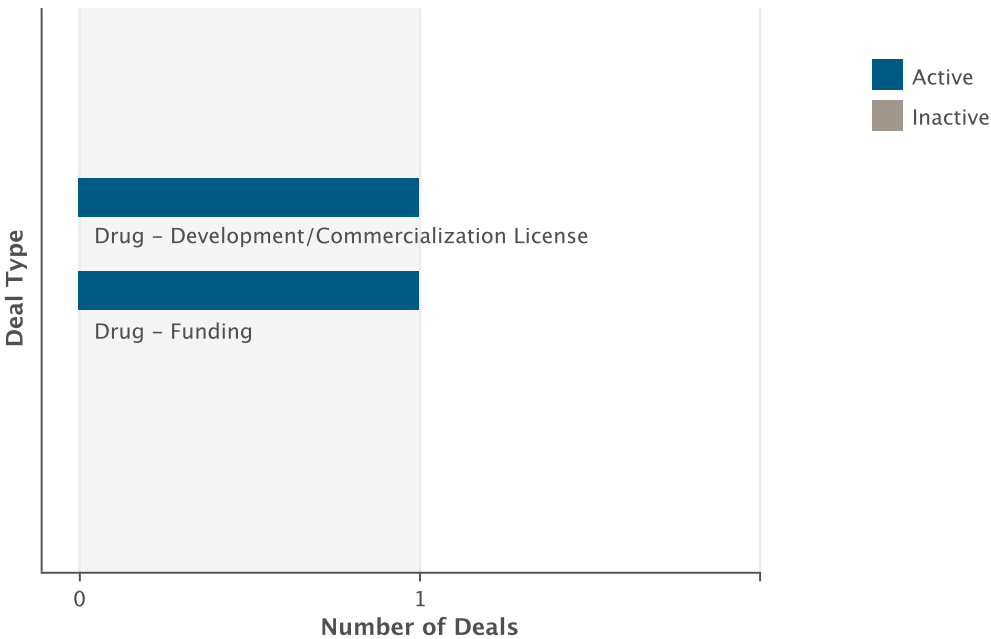 Active
Inactive
Drug – Development/Commercialization License
Drug – Funding
Deal Type
0
1
Number of Deals